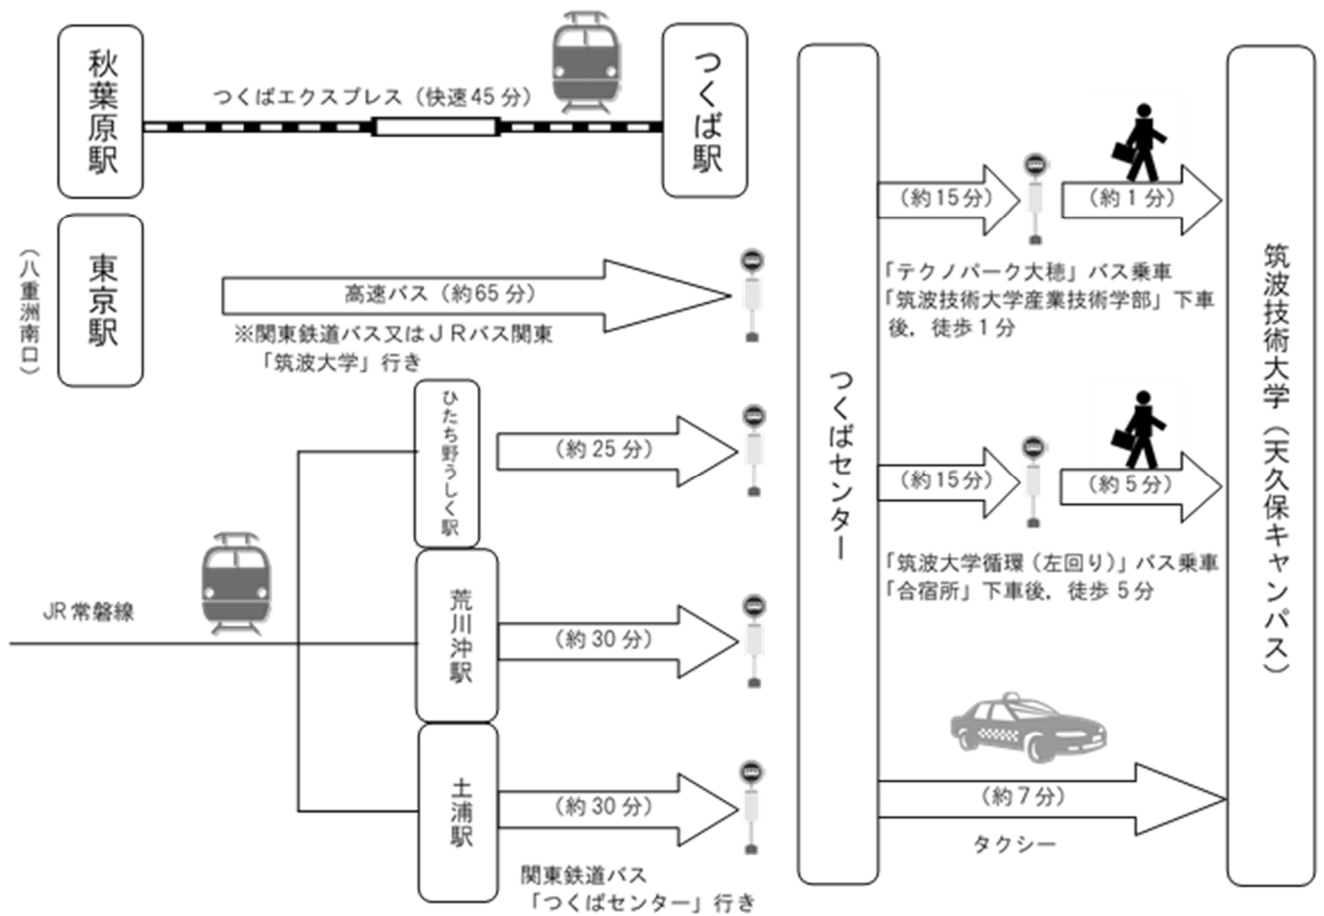 秋葉原駅
つくばエクスプレス（快速45分）
つくば駅
（八重洲南口）
東京駅
高速バス（約65分）
※関東鉄道バス又はＪＲバス関東
「筑波大学」行き
JR常磐線
ひたち野うしく駅
（約25分）
荒川沖駅
（約30分）
土浦駅
（約30分）
関東鉄道バス
「つくばセンター」行き
つくばセンター
（約15分）
（約1分）
「テクノパーク大穂」バス乗車
「筑波技術大学産業技術学部」下車
後，徒歩1分
（約15分）
（約5分）
「筑波大学循環（左回り）」バス乗車
「合宿所」下車後，徒歩5分
（約7分）
タクシー
筑波技術大学（天久保キャンパス）